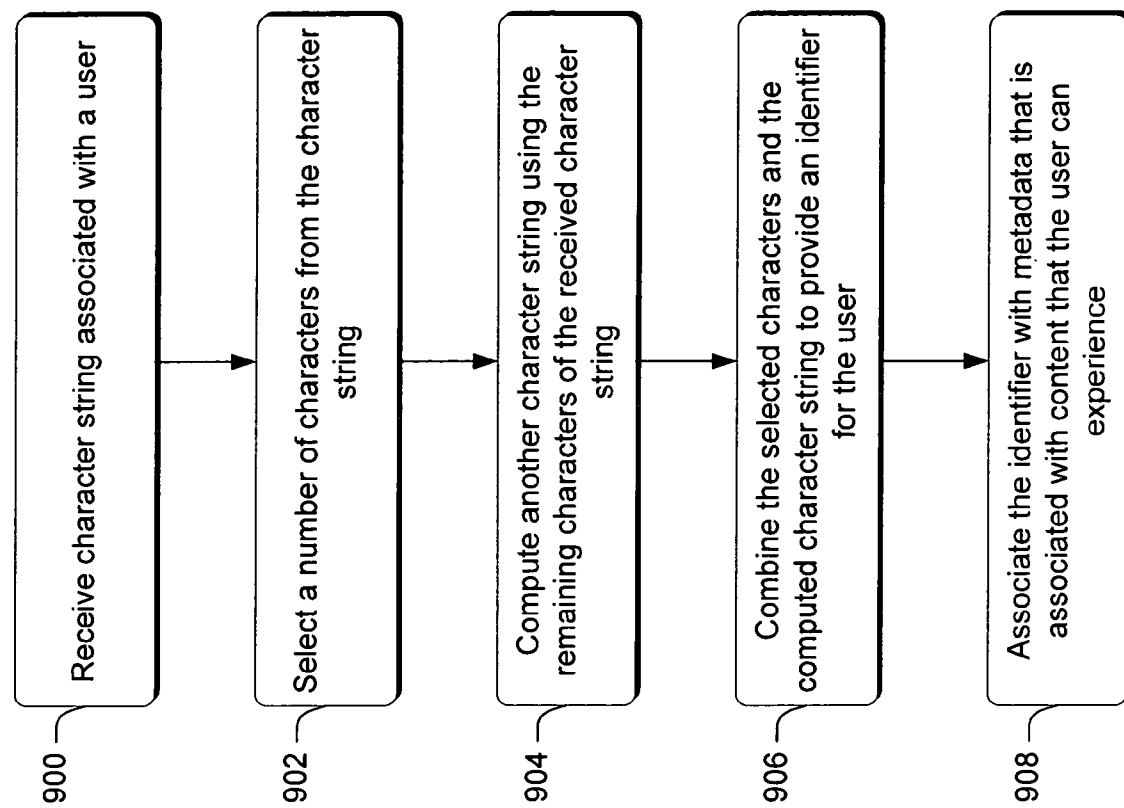 900
Receive character string associated with a user
902
Select a number of characters from the character
string
904
Compute another character string using the
remaining characters of the received character
string
906
Combine the selected characters and the
computed character string to provide an identifier
for the user
908
Associate the identifier with metadata that is
associated with content that the user can
experience